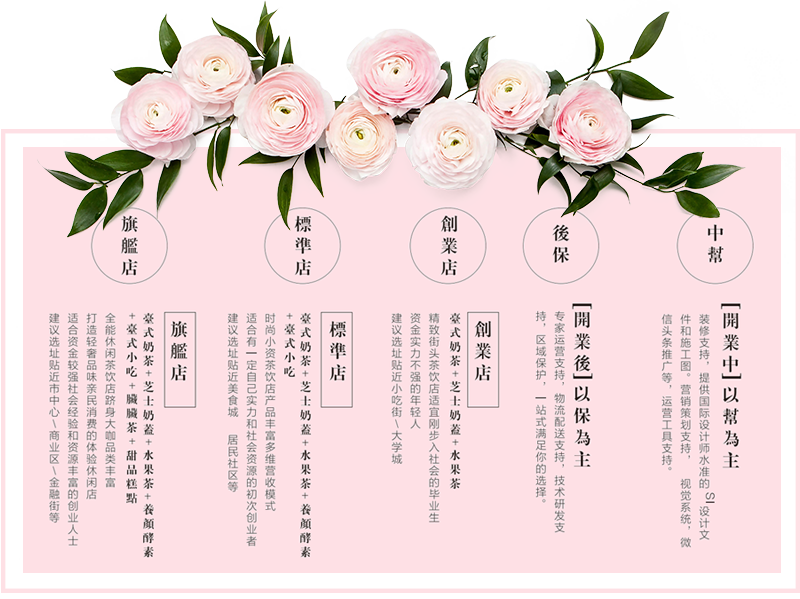 中幫
【開業中】以幫為主
装修支持，提供国际设计师水准的 SI 设计文
件和施工图。营销策划支持， 视觉系统，微
信头条推广等，运营工具支持。
後保
【開業後】以保為主
专家运营支持，物流配送支持，技术研发支
持，区域保护，一站式满足你的选择。
創業店
創業店
臺式奶茶+芝士奶蓋+水果茶
精致街头茶饮店适宜刚步入社会的毕业生
资金实力不强的年轻人
建议选址贴近小吃街\大学城
標準店
標準店
臺式奶茶+芝士奶蓋+水果茶+養顏酵素
+臺式小吃
时尚小资茶饮店产品丰富多维营收模式
适合有一定自己实力和社会资源的初次创业者
建议选址贴近美食城 居民社区等
旗艦店
旗艦店
臺式奶茶+芝士奶蓋+水果茶+養顏酵素
+臺式小吃+臟臟茶+甜品糕點
全能休闲茶饮店跻身大咖品类丰富
打造轻奢品味亲民消费的体验休闲店
适合资金较强社会经验和资源丰富的创业人士
建议选址贴近市中心\商业区\金融街等